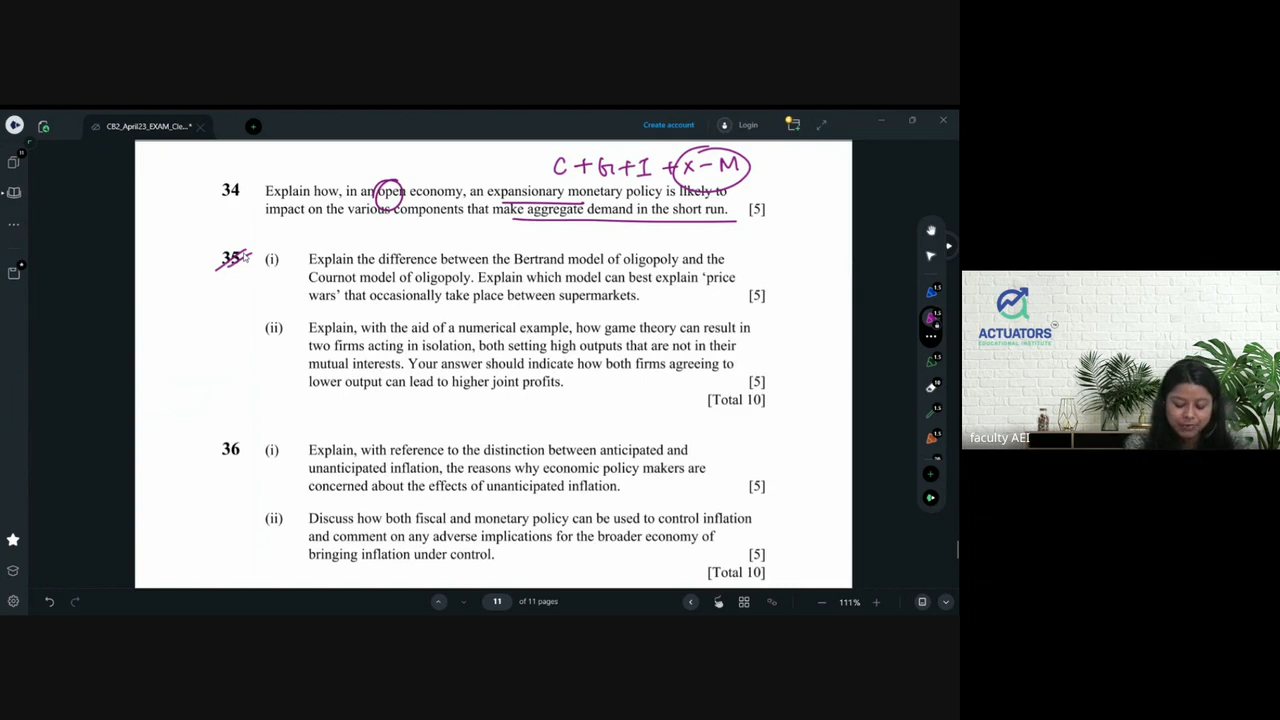 CB2_April23_EXAM_Cle...*
Create account
Login
C + G + I + X - M
34 Explain how, in an open economy, an expansionary monetary policy is likely to
impact on the various components that make aggregate demand in the short run. [5]
35 (i) Explain the difference between the Bertrand model of oligopoly and the
Cournot model of oligopoly. Explain which model can best explain ‘price
wars’ that occasionally take place between supermarkets. [5]
(ii) Explain, with the aid of a numerical example, how game theory can result in
two firms acting in isolation, both setting high outputs that are not in their
mutual interests. Your answer should indicate how both firms agreeing to
lower output can lead to higher joint profits. [5]
[Total 10]
36 (i) Explain, with reference to the distinction between anticipated and
unanticipated inflation, the reasons why economic policy makers are
concerned about the effects of unanticipated inflation. [5]
(ii) Discuss how both fiscal and monetary policy can be used to control inflation
and comment on any adverse implications for the broader economy of
bringing inflation under control. [5]
[Total 10]
11 of 11 pages
111%
ACTUATORS
EDUCATIONAL INSTITUTE
faculty AEI